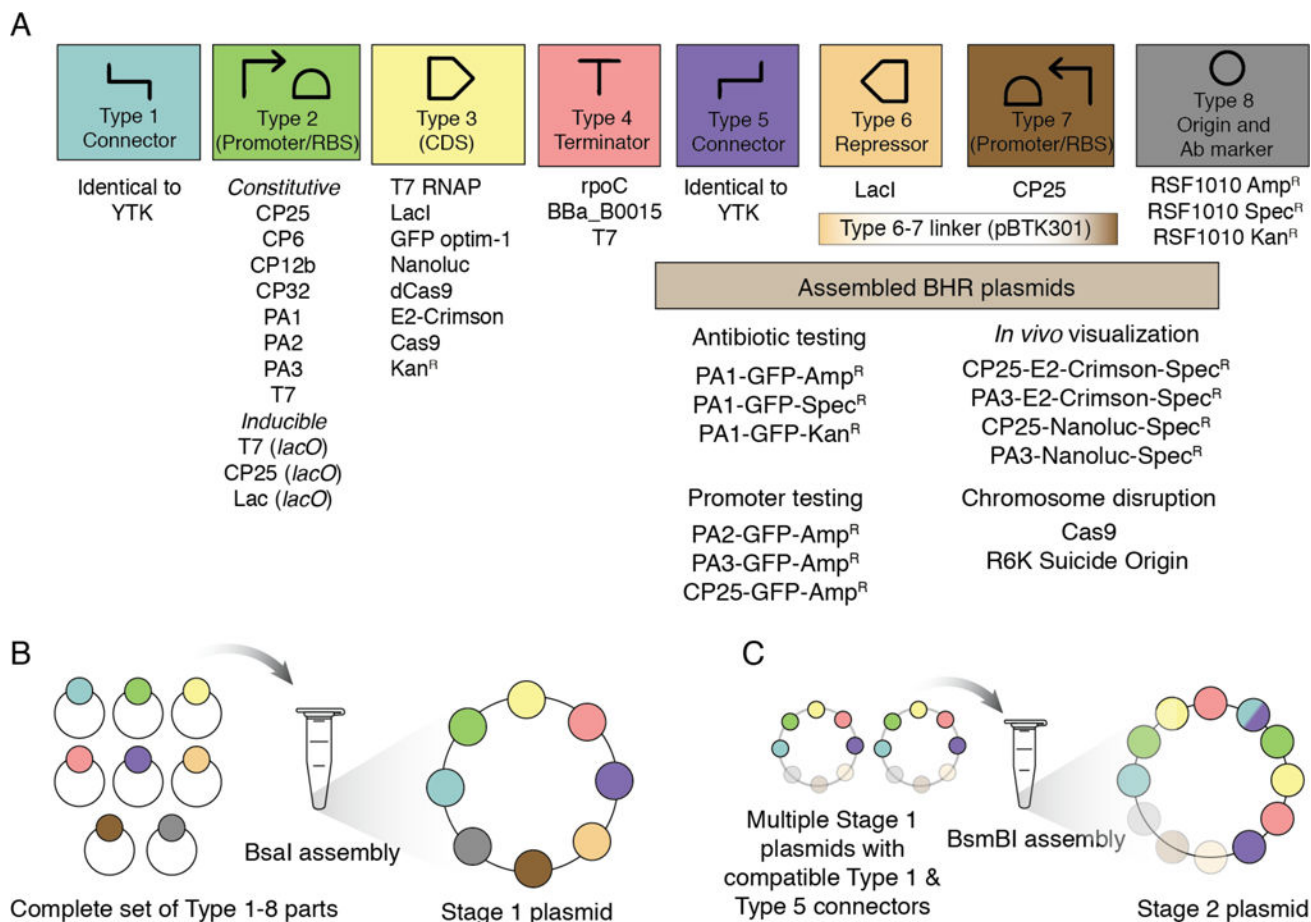 A
Type 1
Connector
Type 2
(Promoter/RBS)
Type 3
(CDS)
Type 4
Terminator
Type 5
Connector
Type 6
Repressor
Type 7
(Promoter/RBS)
Type 8
Origin and
Ab marker
Identical to
YTK
Constitutive
CP25
CP6
CP12b
CP32
PA1
PA2
PA3
T7
Inducible
T7 (lacO)
CP25 (lacO)
Lac (lacO)
T7 RNAP
LacI
GFP optim-1
Nanoluc
dCas9
E2-Crimson
Cas9
Kanᴿ
rpoC
BBa_B0015
T7
Identical to
YTK
LacI
CP25
Type 6-7 linker (pBTK301)
RSF1010 Ampᴿ
RSF1010 Specᴿ
RSF1010 Kanᴿ
Assembled BHR plasmids
Antibiotic testing
PA1-GFP-Ampᴿ
PA1-GFP-Specᴿ
PA1-GFP-Kanᴿ
Promoter testing
PA2-GFP-Ampᴿ
PA3-GFP-Ampᴿ
CP25-GFP-Ampᴿ
In vivo visualization
CP25-E2-Crimson-Specᴿ
PA3-E2-Crimson-Specᴿ
CP25-Nanoluc-Specᴿ
PA3-Nanoluc-Specᴿ
Chromosome disruption
Cas9
R6K Suicide Origin
B
BsaI assembly
Complete set of Type 1-8 parts
Stage 1 plasmid
C
Multiple Stage 1
plasmids with
compatible Type 1 &
Type 5 connectors
BsmBI assembly
Stage 2 plasmid